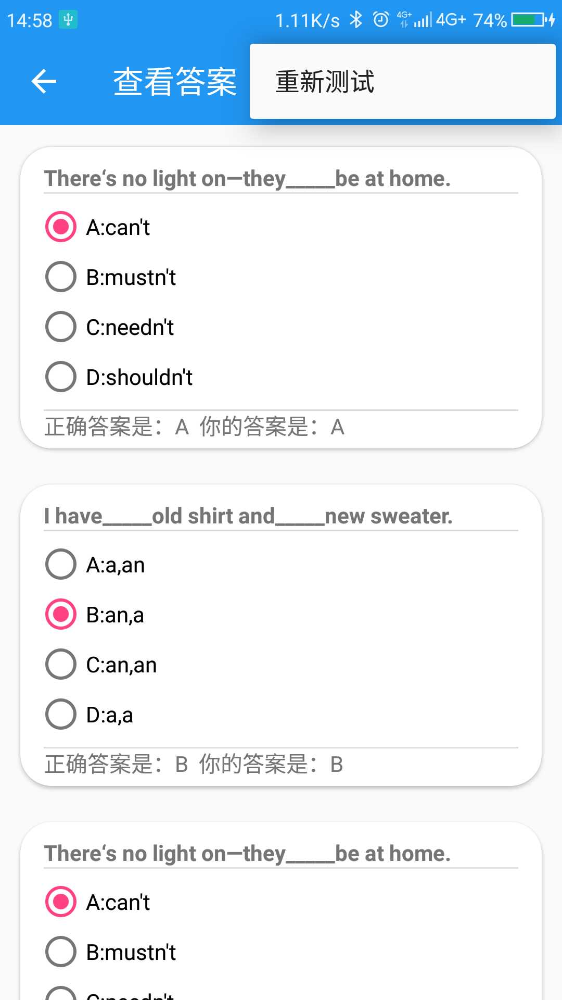 14:58 1.11K/s 4G+ 4G+ 74%
查看答案 重新测试
There‘s no light on—they_____be at home.
A:can't
B:mustn't
C:needn't
D:shouldn't
正确答案是：A 你的答案是：A
I have_____old shirt and_____new sweater.
A:a,an
B:an,a
C:an,an
D:a,a
正确答案是：B 你的答案是：B
There‘s no light on—they_____be at home.
A:can't
B:mustn't
C:needn't